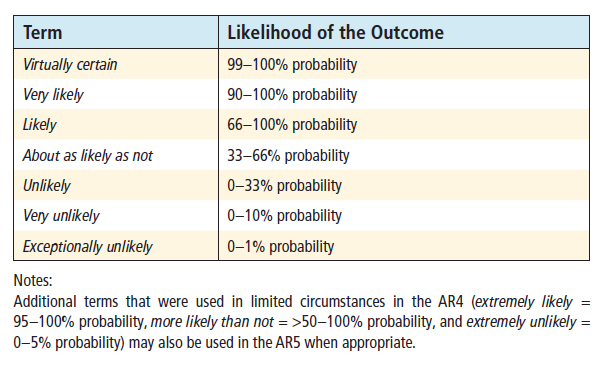 Term Likelihood of the Outcome
Virtually certain 99–100% probability
Very likely 90–100% probability
Likely 66–100% probability
About as likely as not 33–66% probability
Unlikely 0–33% probability
Very unlikely 0–10% probability
Exceptionally unlikely 0–1% probability
Notes:
Additional terms that were used in limited circumstances in the AR4 (extremely likely =
95–100% probability, more likely than not = >50–100% probability, and extremely unlikely =
0–5% probability) may also be used in the AR5 when appropriate.